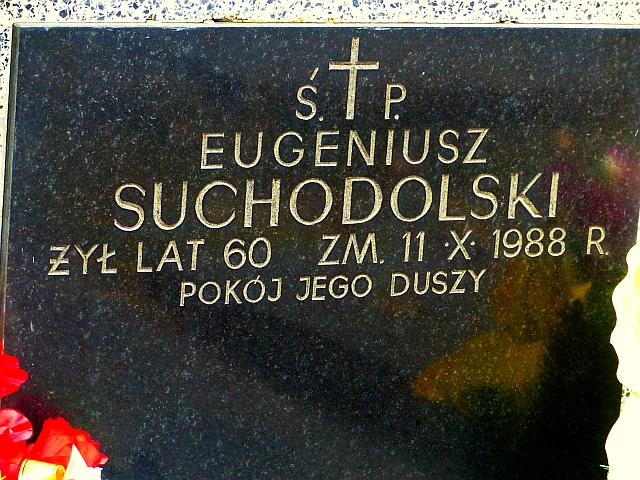 Ś. P.
EUGENIUSZ
SUCHODOLSKI
ŻYŁ LAT 60 ZM. 11 ·X· 1988 R.
POKÓJ JEGO DUSZY